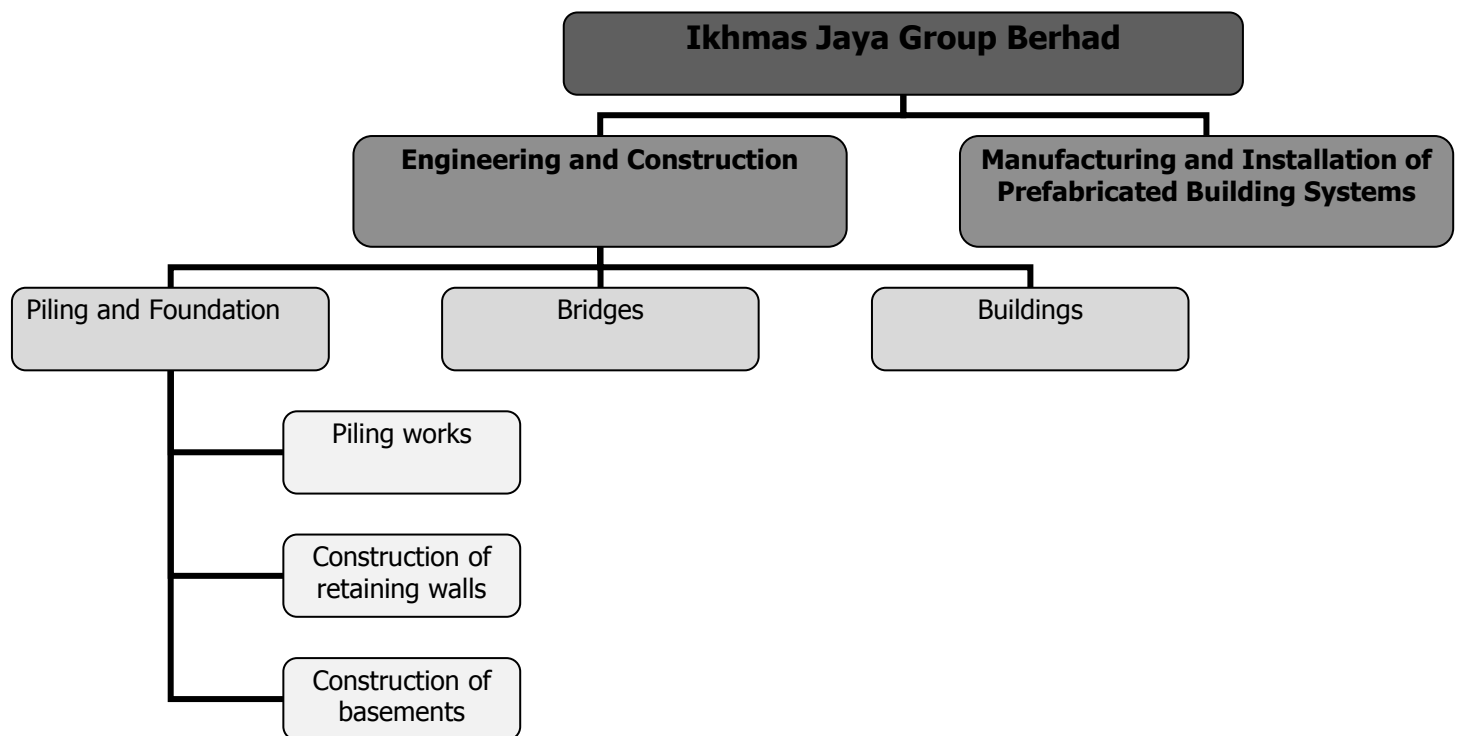 Ikhmas Jaya Group Berhad
Engineering and Construction
Manufacturing and Installation of
Prefabricated Building Systems
Piling and Foundation
Bridges
Buildings
Piling works
Construction of
retaining walls
Construction of
basements